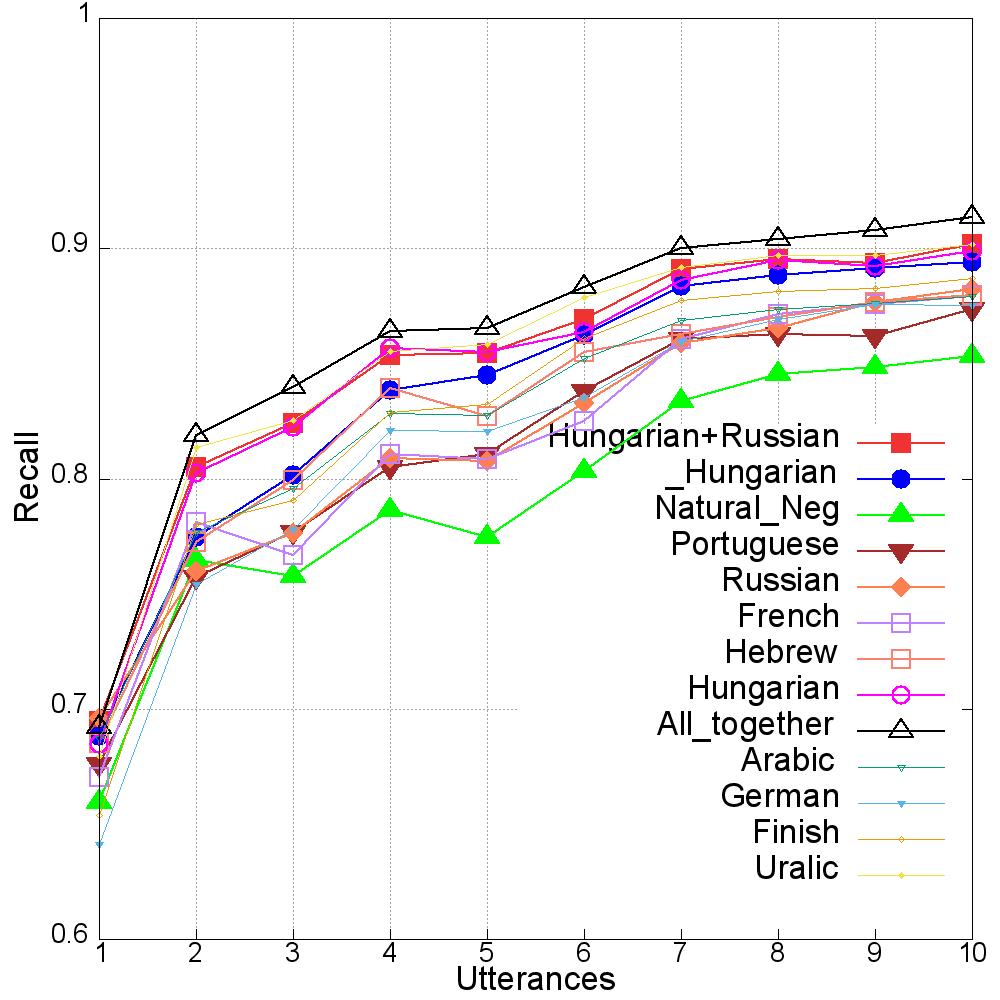 1
0.9
0.8
0.7
0.6
Recall
Hungarian+Russian
_Hungarian
Natural_Neg
Portuguese
Russian
French
Hebrew
Hungarian
All_together
Arabic
German
Finish
Uralic
1 2 3 4 5 6 7 8 9 10
Utterances